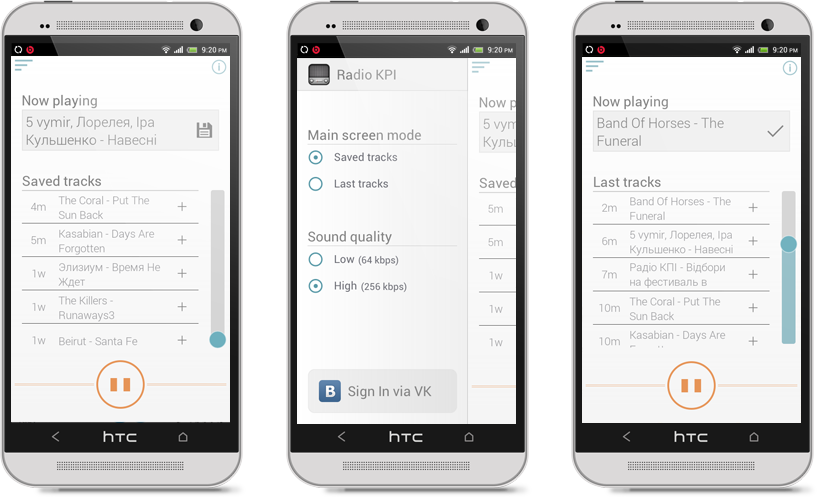 9:20 PM
i
Now playing
5 vymir, Лорелея, Іра
Кульшенко - Навесні
Saved tracks
4m The Coral - Put The
Sun Back
+
5m Kasabian - Days Are
Forgotten
+
1w Элизиум - Время Не
Ждет
+
1w The Killers -
Runaways3
+
1w Beirut - Santa Fe
+
hTC
9:20 PM
Radio KPI
Main screen mode
Saved tracks
Last tracks
Sound quality
Low (64 kbps)
High (256 kbps)
B Sign In via VK
Now p
5 vym
Куль
Saved
5m
5m
1w
1w
1w
hTC
9:20 PM
i
Now playing
Band Of Horses - The
Funeral
Last tracks
2m Band Of Horses - The
Funeral
+
6m 5 vymir, Лорелея, Іра
Кульшенко - Навесні
+
7m Радіо КПІ - Відбори
на фестиваль в
+
10m The Coral - Put The
Sun Back
+
10m Kasabian - Days Are
+
hTC